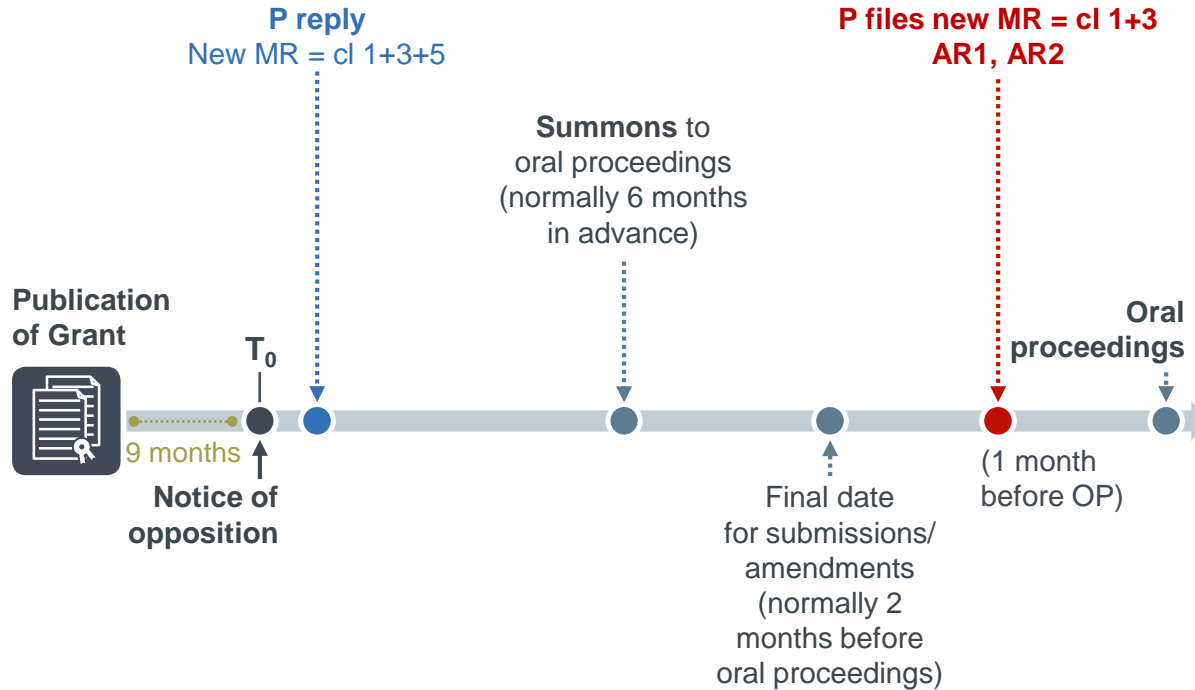 P reply
New MR = cl 1+3+5
P files new MR = cl 1+3
AR1, AR2
Summons to
oral proceedings
(normally 6 months
in advance)
Publication
of Grant
T₀
Oral
proceedings
9 months
Notice of
opposition
Final date
for submissions/
amendments
(normally 2
months before
oral proceedings)
(1 month
before OP)